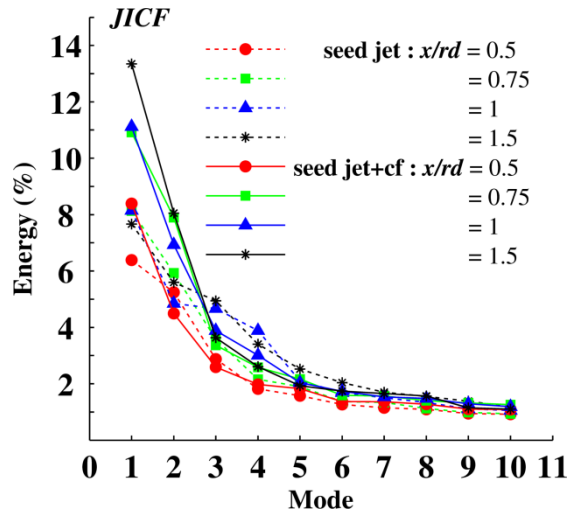 JICF
14
12
10
8
6
4
2
Energy (%)
seed jet : x/rd = 0.5
= 0.75
= 1
= 1.5
seed jet+cf : x/rd = 0.5
= 0.75
= 1
= 1.5
0 1 2 3 4 5 6 7 8 9 10 11
Mode